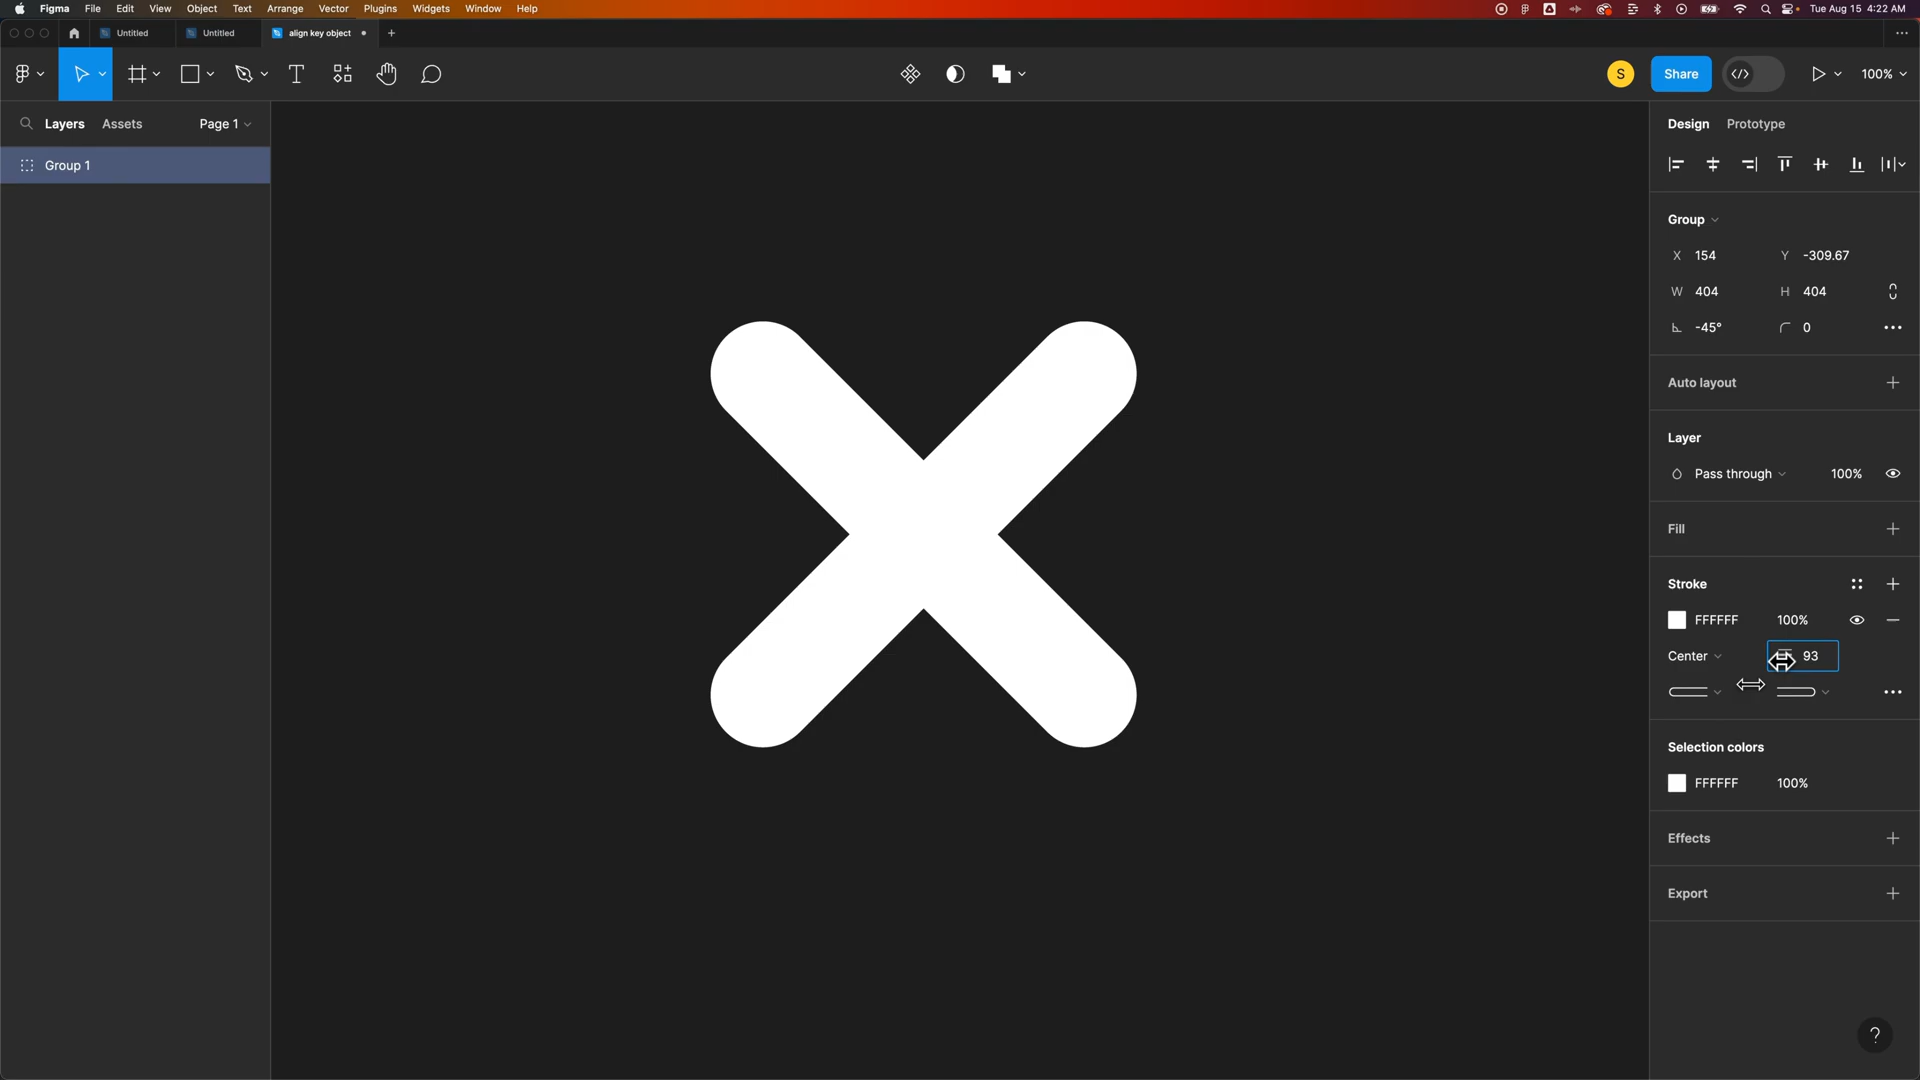 Figma File Edit View Object Text Arrange Vector Plugins Widgets Window Help Tue Aug 15 4:22 AM
Untitled Untitled align key object
S Share 100%
Layers Assets Page 1
Group 1
Design Prototype
Group
X 154 Y -309.67
W 404 H 404
-45° 0
Auto layout
Layer
Pass through 100%
Fill
Stroke
FFFFFF 100%
Center 93
Selection colors
FFFFFF 100%
Effects
Export
?